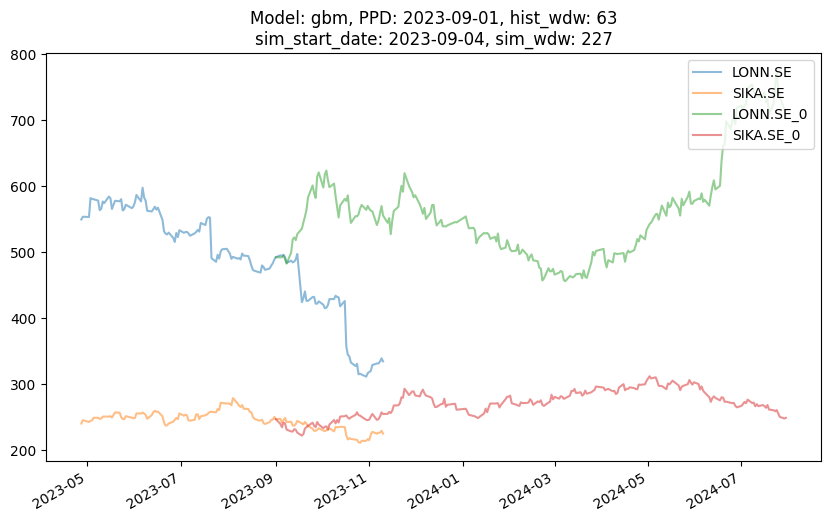 Model: gbm, PPD: 2023-09-01, hist_wdw: 63
sim_start_date: 2023-09-04, sim_wdw: 227
800
700
600
500
400
300
200
LONN.SE
SIKA.SE
LONN.SE_0
SIKA.SE_0
2023-05
2023-07
2023-09
2023-11
2024-01
2024-03
2024-05
2024-07